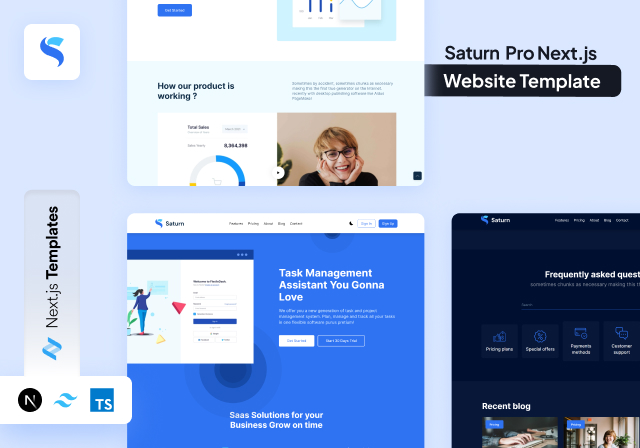 Get Started
How our product is
working ?
Sometimes by accident, sometimes chunks as necessary
making this the first true generator on the Internet.
recently with desktop publishing software like Aldus
Pagemaker
Total Sales
8,364,398
Saturn Pro Next.js
Website Template
Next.js Templates
TS
Saturn
Features Pricing About Blog Contact
Sign In
Sign Up
Task Management
Assistant You Gonna
Love
We offer you a new generation of task and project
management system. Plan, manage and track all your tasks
in one flexible software purus pretium!
Get Started
Start 30 Days Trial
SaaS Solutions for your
Business Grow on time
Saturn
Features Pricing About Blog Contact
Frequently asked quest
sometimes chunks as necessary making this th
Search
Pricing plans
Special offers
Payments
methods
Customer
support
Recent blog
Pricing
Pricing